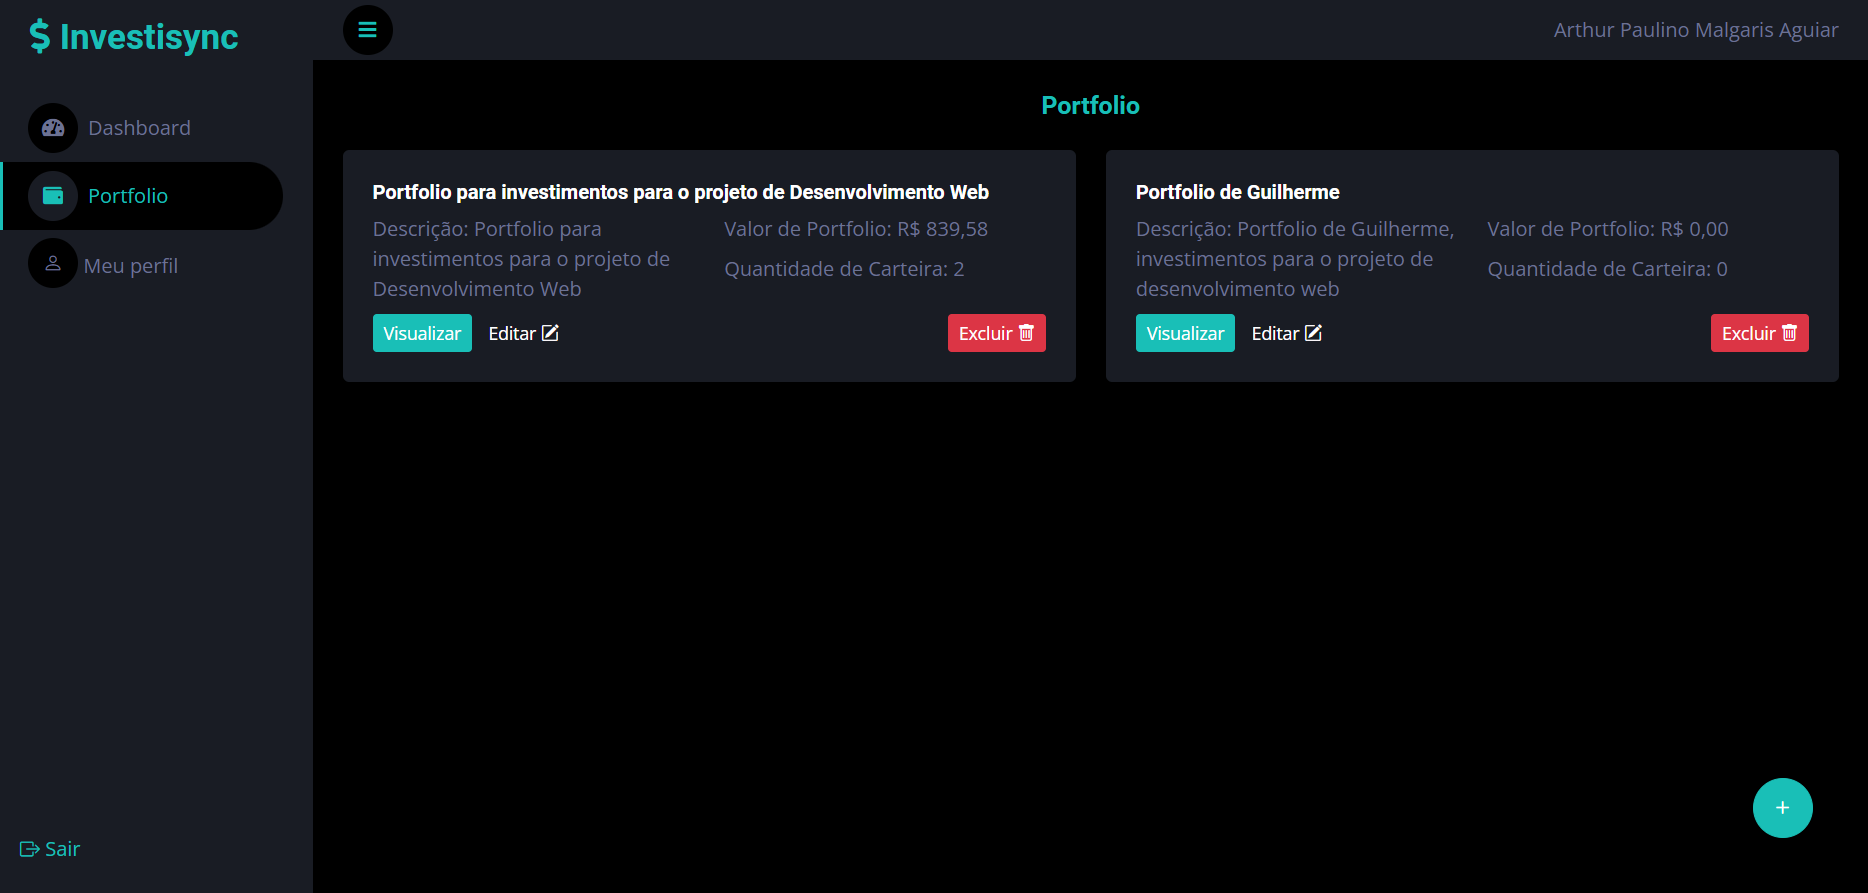 Investisync
Arthur Paulino Malgaris Aguiar
Dashboard
Portfolio
Meu perfil
Sair
Portfolio
Portfolio para investimentos para o projeto de Desenvolvimento Web
Descrição: Portfolio para
investimentos para o projeto de
Desenvolvimento Web
Valor de Portfolio: R$ 839,58
Quantidade de Carteira: 2
Visualizar
Editar
Excluir
Portfolio de Guilherme
Descrição: Portfolio de Guilherme,
investimentos para o projeto de
desenvolvimento web
Valor de Portfolio: R$ 0,00
Quantidade de Carteira: 0
Visualizar
Editar
Excluir
+